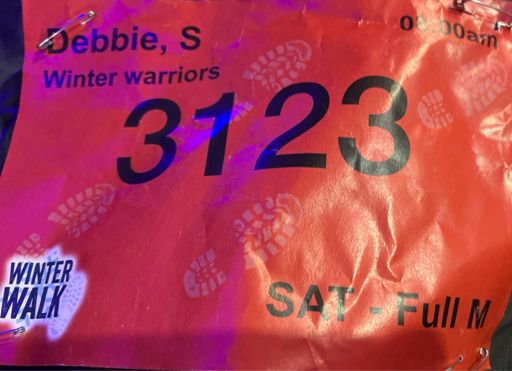 Debbie, S
08:00am
Winter warriors
3123
WINTER
WALK
SAT - Full M